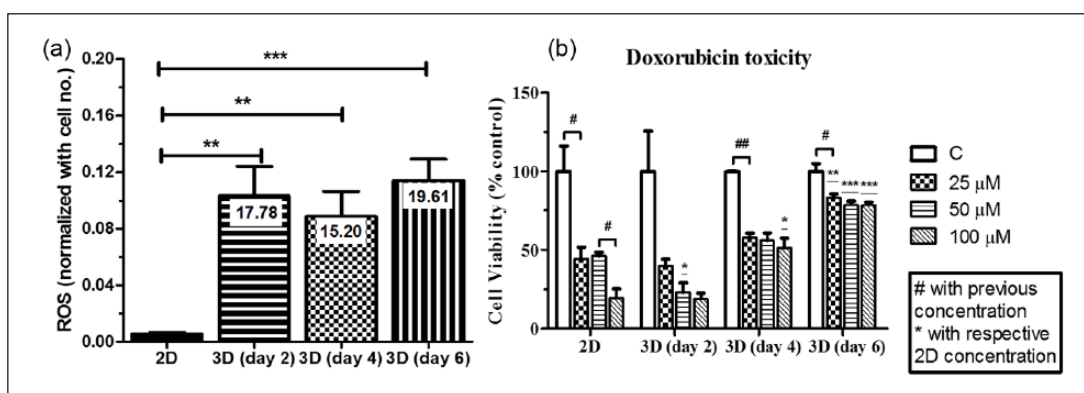 (a)
ROS (normalized with cell no.)
0.20
0.16
0.12
0.08
0.04
0.00
***
**
**
17.78
15.20
19.61
2D
3D (day 2)
3D (day 4)
3D (day 6)
(b)
Doxorubicin toxicity
Cell Viability (% control)
150
100
50
0
#
#
*
##
*
#
**
***
***
2D
3D (day 2)
3D (day 4)
3D (day 6)
C
25 μM
50 μM
100 μM
# with previous
concentration
* with respective
2D concentration